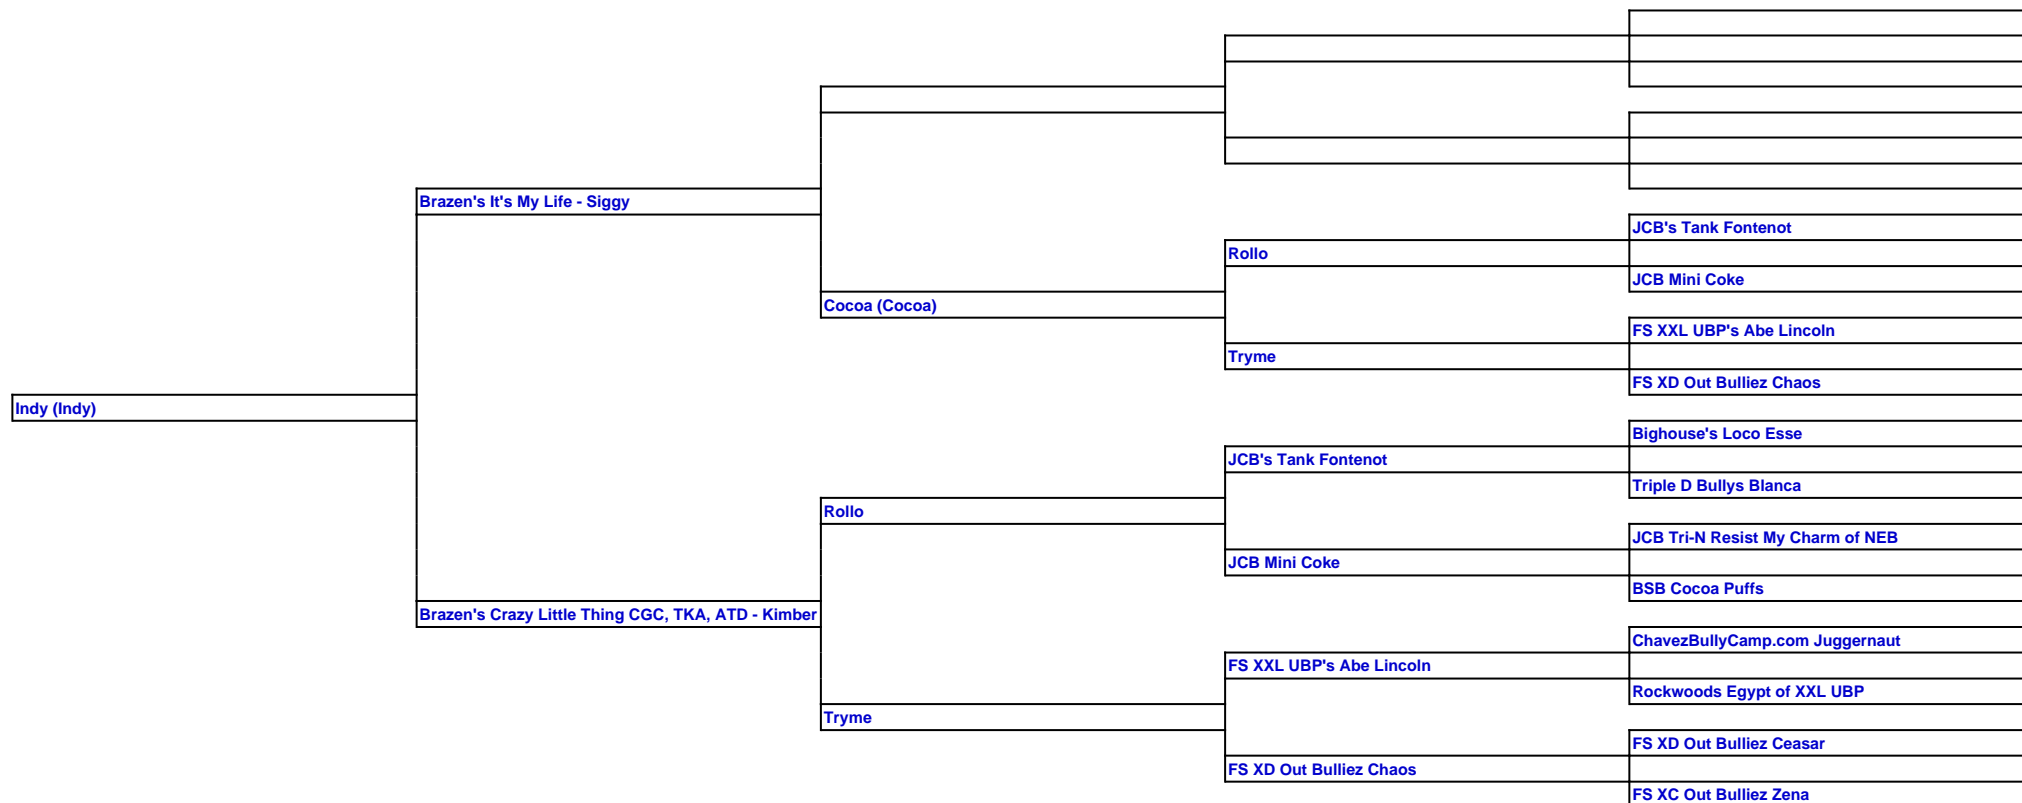 Brazen's It's My Life - Siggy
JCB's Tank Fontenot
Rollo
JCB Mini Coke
Cocoa (Cocoa)
FS XXL UBP's Abe Lincoln
Tryme
FS XD Out Bulliez Chaos
Indy (Indy)
Bighouse's Loco Esse
JCB's Tank Fontenot
Triple D Bullys Blanca
Rollo
JCB Tri-N Resist My Charm of NEB
JCB Mini Coke
BSB Cocoa Puffs
Brazen's Crazy Little Thing CGC, TKA, ATD - Kimber
ChavezBullyCamp.com Juggernaut
FS XXL UBP's Abe Lincoln
Rockwoods Egypt of XXL UBP
Tryme
FS XD Out Bulliez Ceasar
FS XD Out Bulliez Chaos
FS XC Out Bulliez Zena